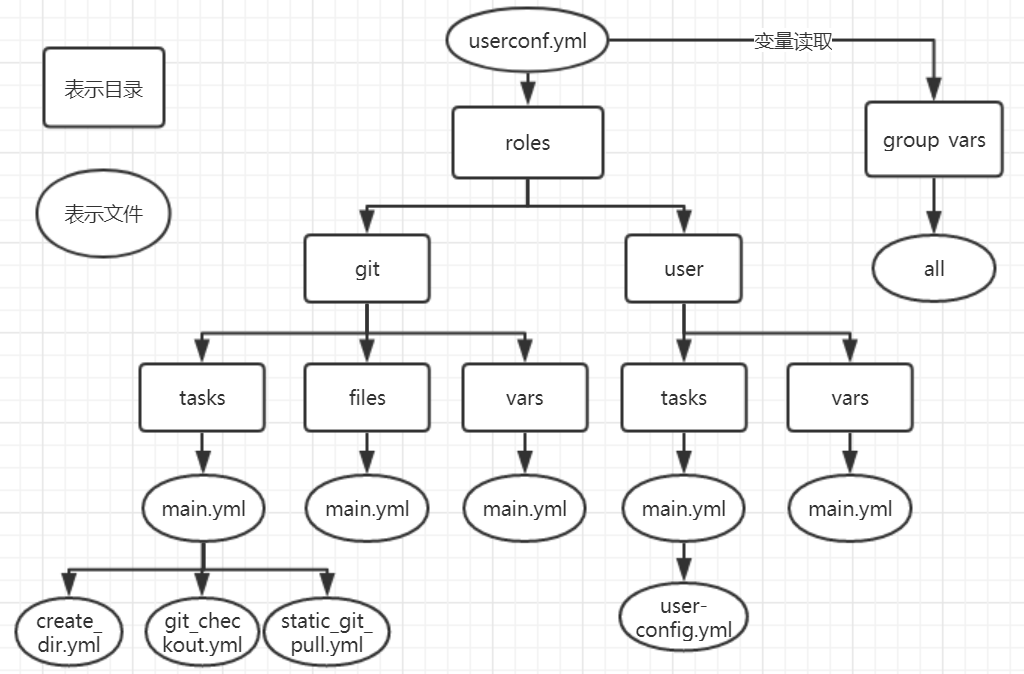 userconf.yml
变量读取
表示目录
roles
group vars
表示文件
git
user
all
tasks
files
vars
tasks
vars
main.yml
main.yml
main.yml
main.yml
main.yml
create_
dir.yml
git_chec
kout.yml
static_git_
pull.yml
user-
config.yml